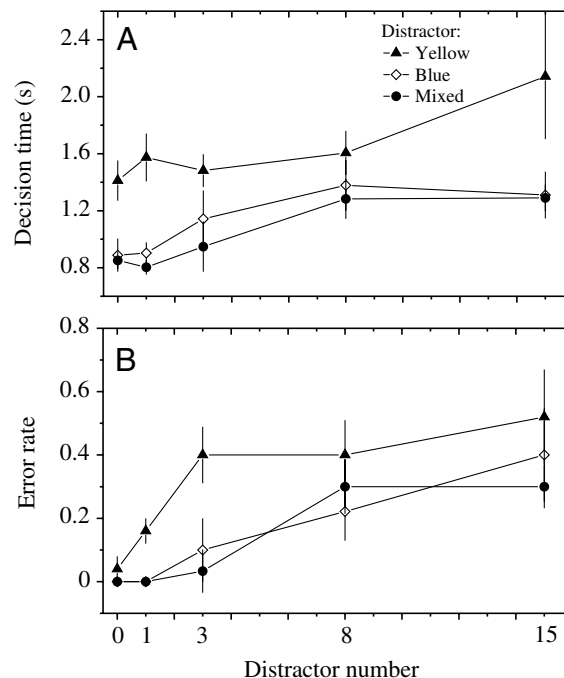 A
Distractor:
Yellow
Blue
Mixed
2.4
2.0
1.6
1.2
0.8
Decision time (s)
B
0.8
0.6
0.4
0.2
0
Error rate
0 1 3 8 15
Distractor number